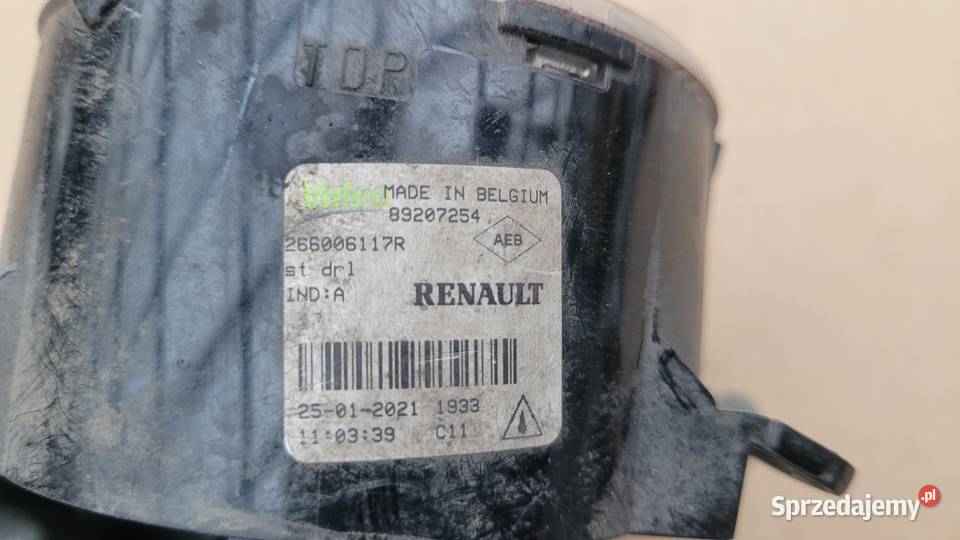 TOP
Valeo MADE IN BELGIUM
89207254
266006117R AEB
st drl
IND:A RENAULT
25-01-2021 1933
11:03:39 C11
Sprzedajemy.pl